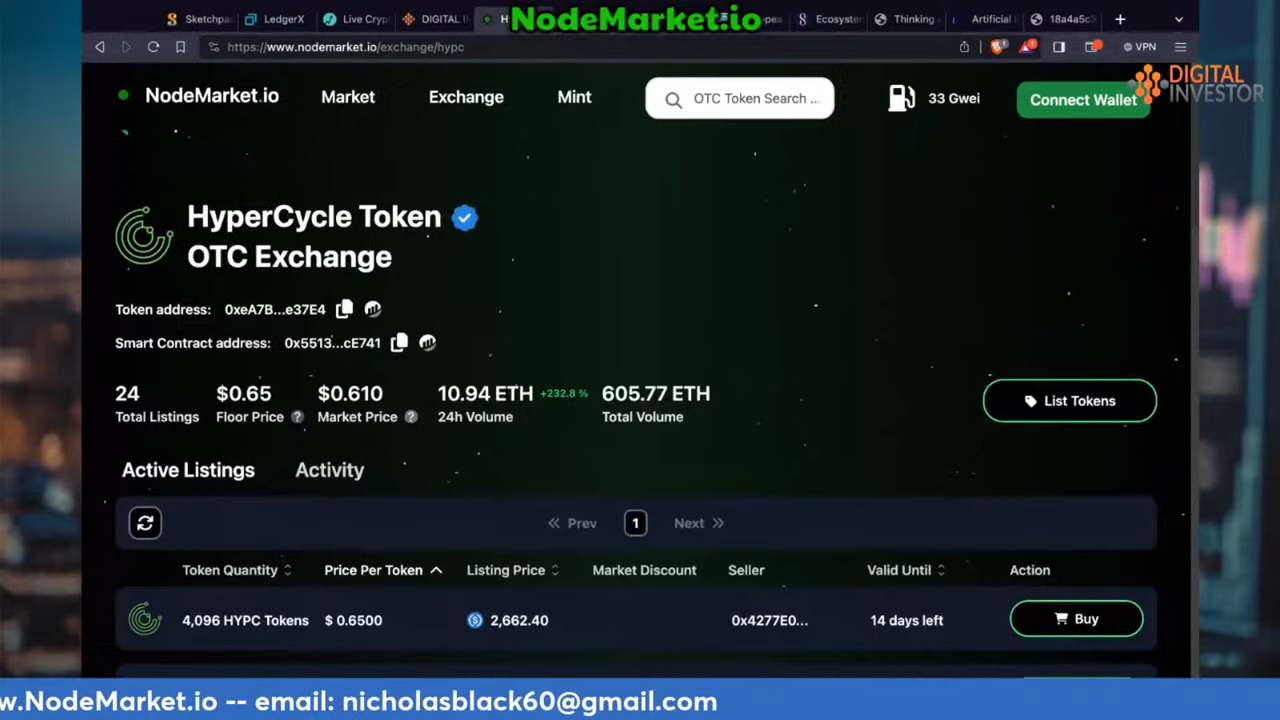 Sketchpa
LedgerX
Live Cryp
DIGITAL I
NodeMarket.io
Ecosyster
Thinking
Artificial
18a4a5c3
https://www.nodemarket.io/exchange/hypc
VPN
NodeMarket.io
Market
Exchange
Mint
OTC Token Search ...
33 Gwei
Connect Wallet
DIGITAL
INVESTOR
HyperCycle Token
OTC Exchange
Token address: 0xeA7B...e37E4
Smart Contract address: 0x5513...cE741
24 $0.65 $0.610 10.94 ETH +232.8 % 605.77 ETH
Total Listings Floor Price ? Market Price ? 24h Volume Total Volume
List Tokens
Active Listings Activity
Prev 1 Next
Token Quantity Price Per Token Listing Price Market Discount Seller Valid Until Action
4,096 HYPC Tokens $ 0.6500 2,662.40 0x4277E0... 14 days left Buy
w.NodeMarket.io -- email: nicholasblack60@gmail.com